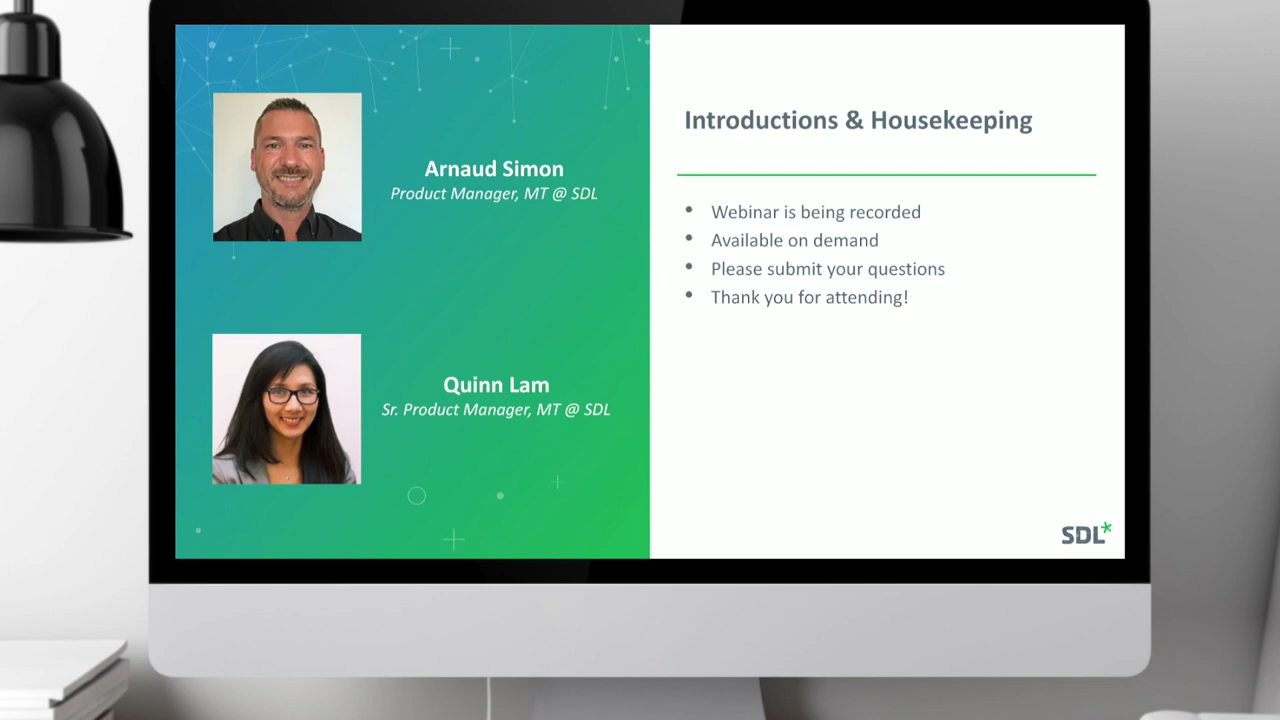 Arnaud Simon
Product Manager, MT @ SDL
Quinn Lam
Sr. Product Manager, MT @ SDL
Introductions & Housekeeping
• Webinar is being recorded
• Available on demand
• Please submit your questions
• Thank you for attending!
SDL*